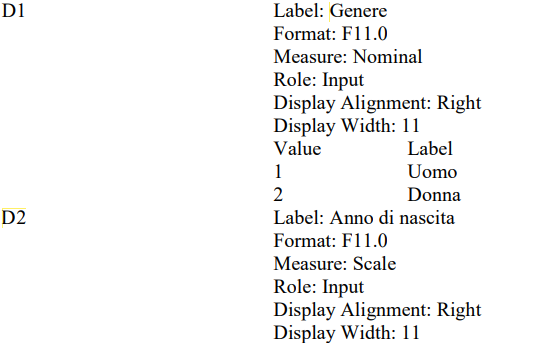 D1 Label: Genere
Format: F11.0
Measure: Nominal
Role: Input
Display Alignment: Right
Display Width: 11
Value Label
1 Uomo
2 Donna
D2 Label: Anno di nascita
Format: F11.0
Measure: Scale
Role: Input
Display Alignment: Right
Display Width: 11